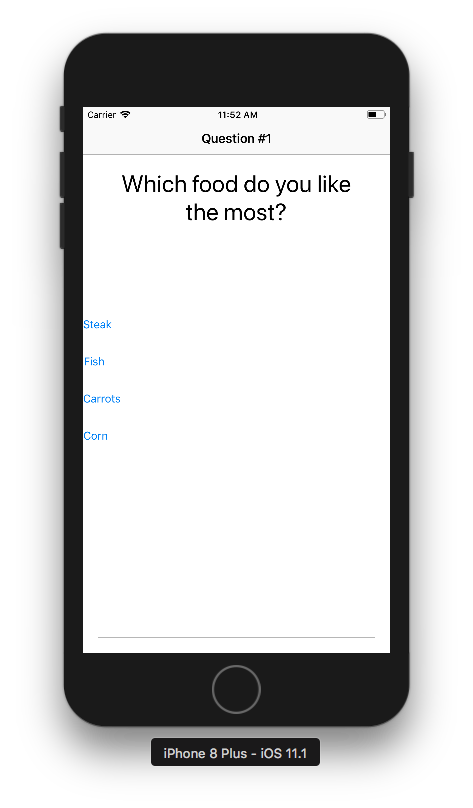 Carrier 11:52 AM
Question #1
Which food do you like
the most?
Steak
Fish
Carrots
Corn
iPhone 8 Plus - iOS 11.1